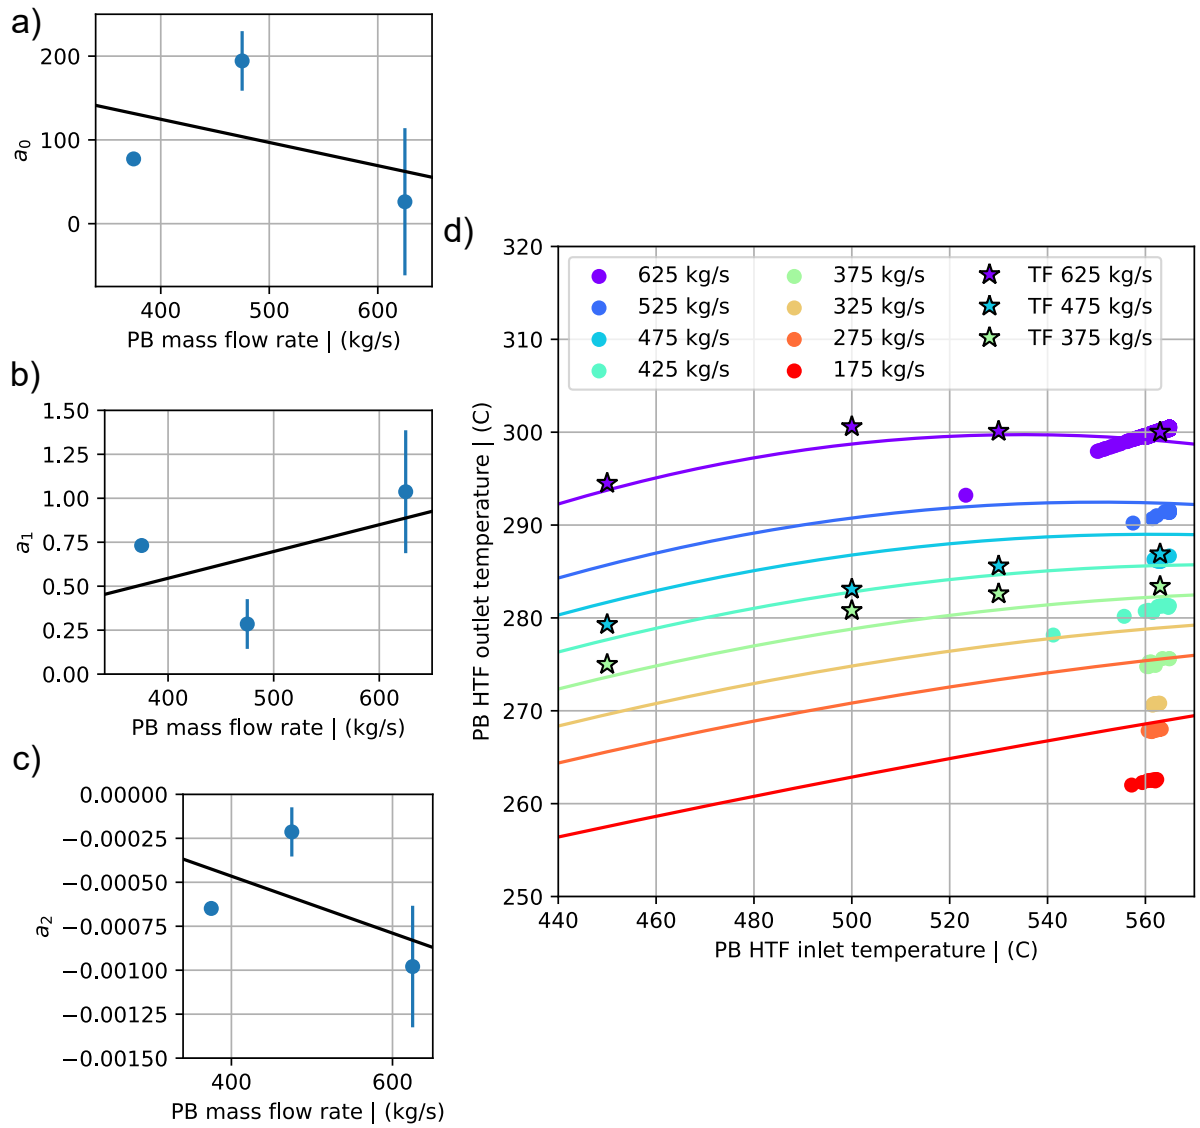 a)
200
100
0
a0
400
500
600
PB mass flow rate | (kg/s)
b)
1.50
1.25
1.00
0.75
0.50
0.25
0.00
a1
400
500
600
PB mass flow rate | (kg/s)
c)
0.00000
−0.00025
−0.00050
−0.00075
−0.00100
−0.00125
−0.00150
a2
400
600
PB mass flow rate | (kg/s)
d)
320
310
300
290
280
270
260
250
PB HTF outlet temperature | (C)
625 kg/s
525 kg/s
475 kg/s
425 kg/s
375 kg/s
325 kg/s
275 kg/s
175 kg/s
TF 625 kg/s
TF 475 kg/s
TF 375 kg/s
440
460
480
500
520
540
560
PB HTF inlet temperature | (C)